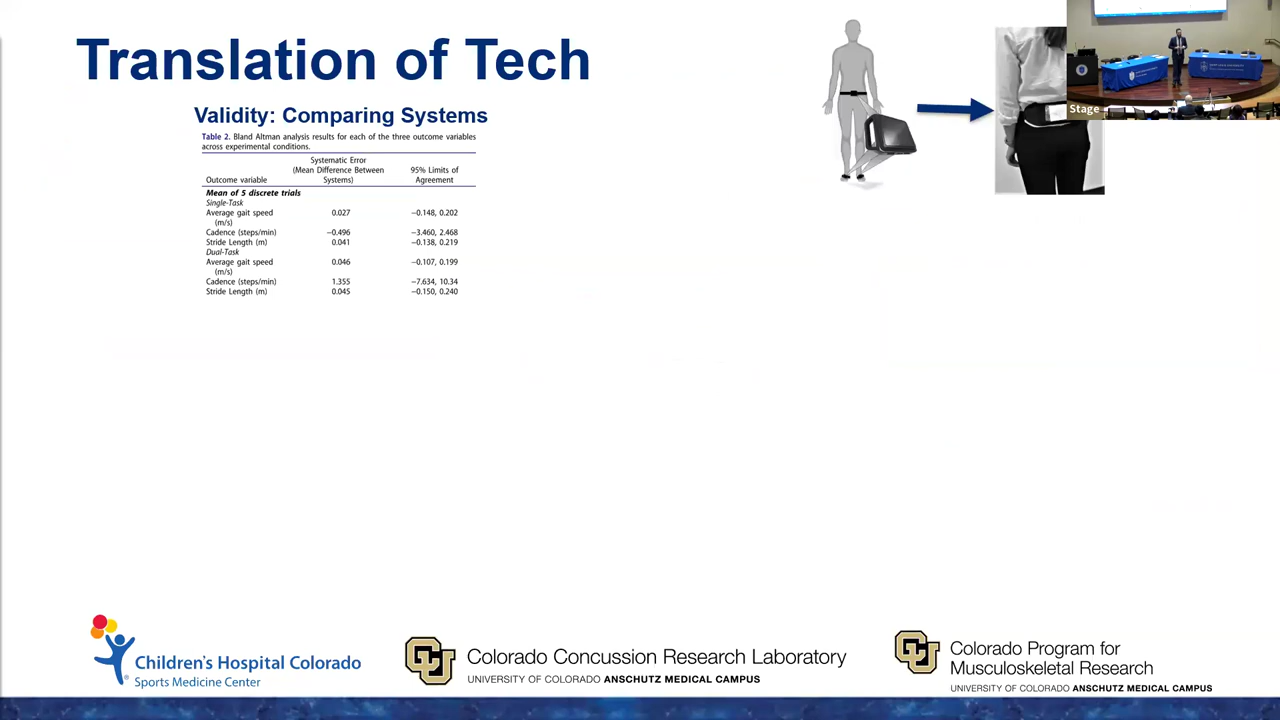 Translation of Tech
Validity: Comparing Systems
Table 2. Bland Altman analysis results for each of the three outcome variables
across experimental conditions.
Systematic Error
(Mean Difference Between 95% Limits of
Outcome variable Systems) Agreement
Mean of 5 discrete trials
Single-Task
Average gait speed 0.027 −0.148, 0.202
(m/s)
Cadence (steps/min) −0.496 −3.460, 2.468
Stride Length (m) 0.041 −0.138, 0.219
Dual-Task
Average gait speed 0.046 −0.107, 0.199
(m/s)
Cadence (steps/min) 1.355 −7.634, 10.34
Stride Length (m) 0.045 −0.150, 0.240
Stage
Children's Hospital Colorado
Sports Medicine Center
CU
Colorado Concussion Research Laboratory
UNIVERSITY OF COLORADO ANSCHUTZ MEDICAL CAMPUS
CU
Colorado Program for
Musculoskeletal Research
UNIVERSITY OF COLORADO ANSCHUTZ MEDICAL CAMPUS